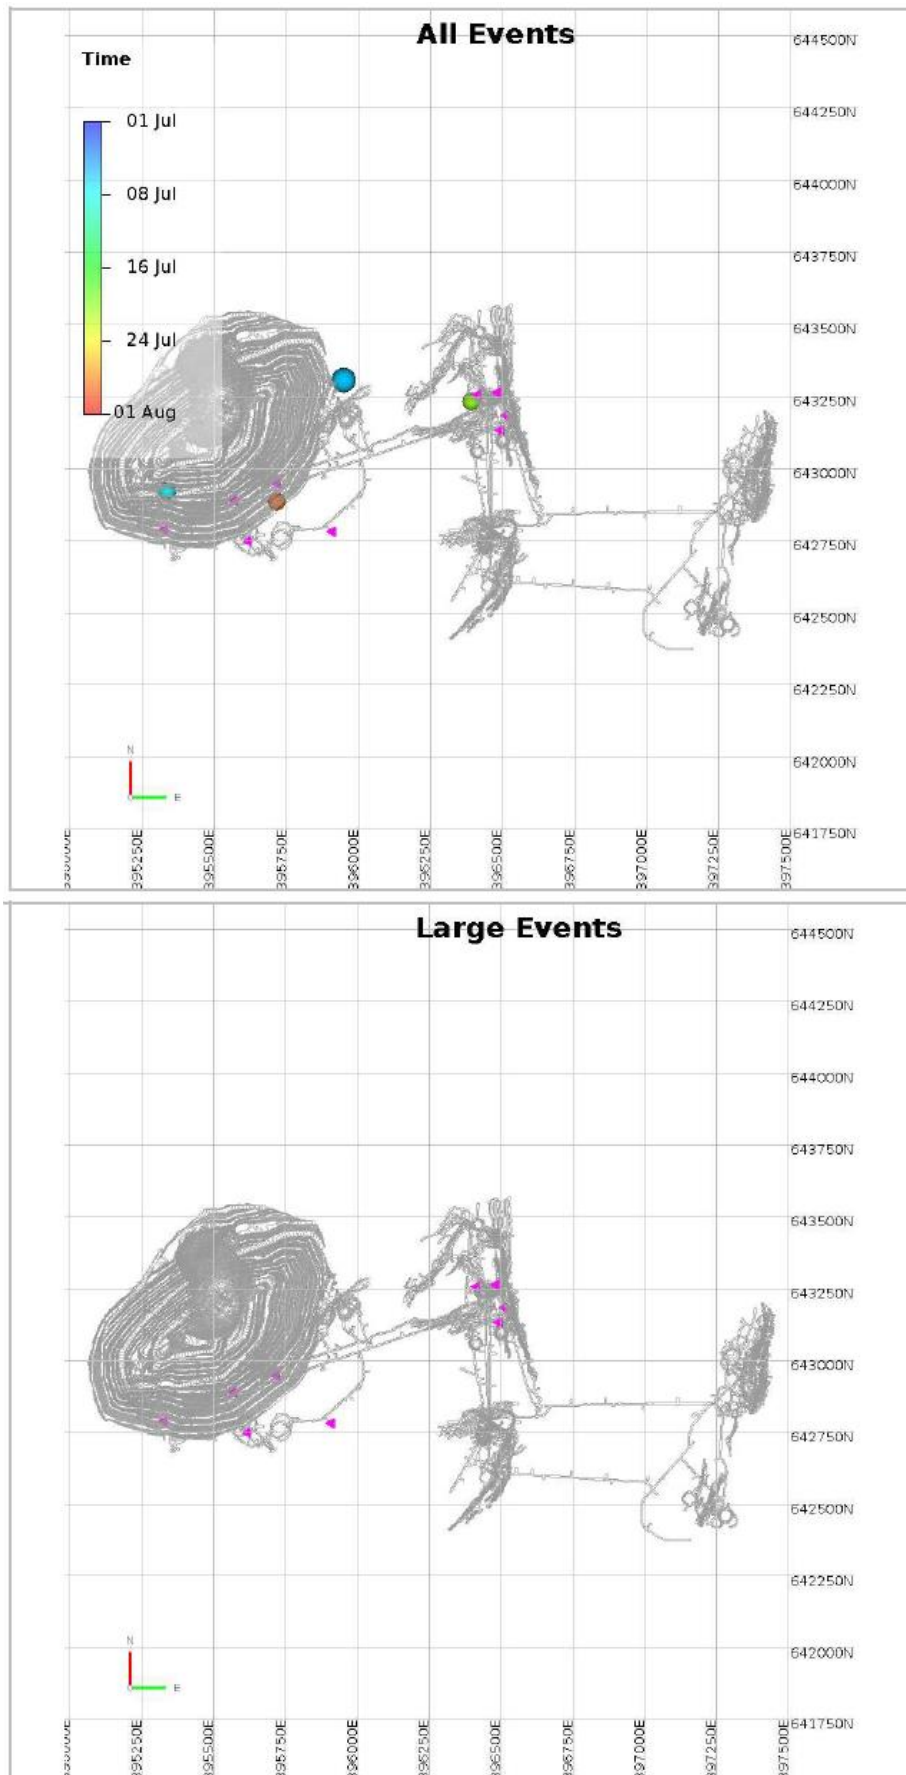 All Events
Time
01 Jul
08 Jul
16 Jul
24 Jul
01 Aug
644500N
644250N
644000N
643750N
643500N
643250N
643000N
642750N
642500N
642250N
642000N
641750N
N
E
395250E
395500E
395750E
396000E
396250E
396500E
396750E
397000E
397250E
397500E
Large Events
644500N
644250N
644000N
643750N
643500N
643250N
643000N
642750N
642500N
642250N
642000N
641750N
N
E
395250E
395500E
395750E
396000E
396250E
396500E
396750E
397000E
397250E
397500E